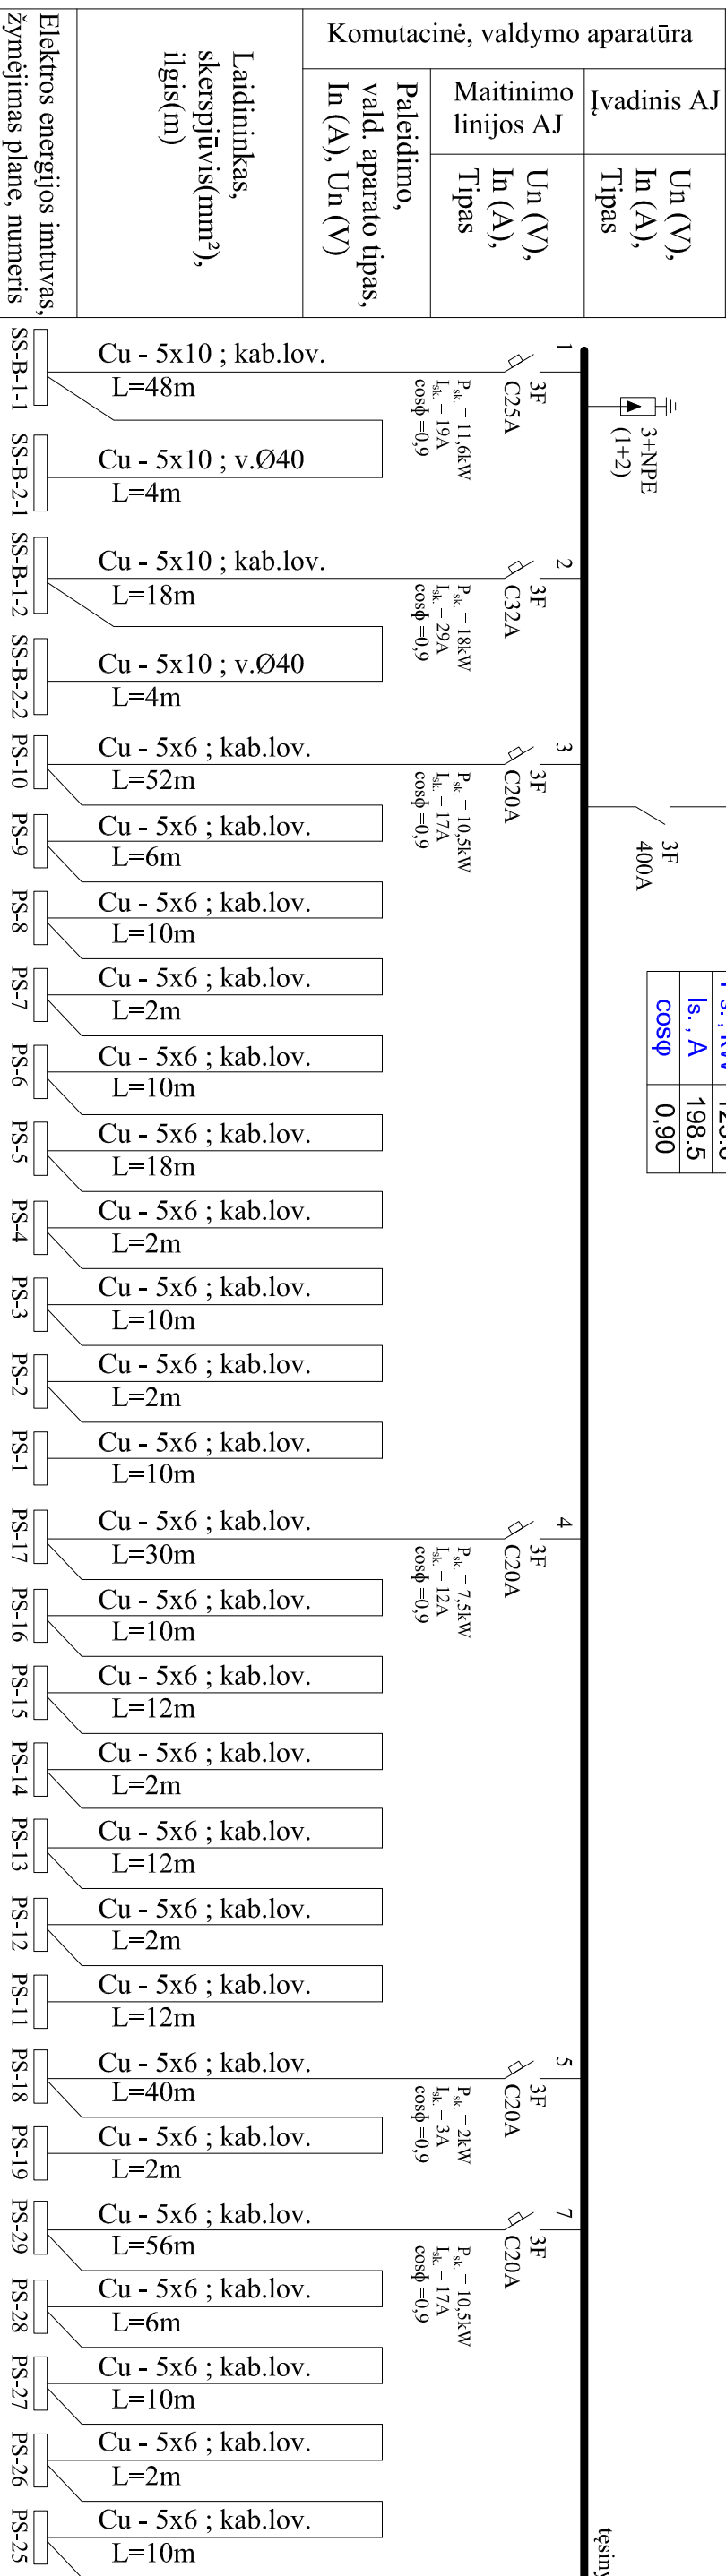 Komutacinė, valdymo aparatūra
Įvadinis AJ
Un (V),
In (A),
Tipas
Maitinimo
linijos AJ
Un (V),
In (A),
Tipas
Paleidimo,
vald. aparato tipas,
In (A), Un (V)
Laidininkas,
skerspjūvis(mm²),
ilgis(m)
Elektros energijos imtuvas,
žymėjimas plane, numeris
3+NPE
(1+2)
3F
400A
Is. , A 198.5
cosφ 0,90
1
3F
C25A
Psk. = 11,6kW
Isk. = 19A
cosϕ =0,9
Cu - 5x10 ; kab.lov.
L=48m
SS-B-1-1
Cu - 5x10 ; v.Ø40
L=4m
SS-B-2-1
2
3F
C32A
Psk. = 18kW
Isk. = 29A
cosϕ =0,9
Cu - 5x10 ; kab.lov.
L=18m
SS-B-1-2
Cu - 5x10 ; v.Ø40
L=4m
SS-B-2-2
3
3F
C20A
Psk. = 10,5kW
Isk. = 17A
cosϕ =0,9
Cu - 5x6 ; kab.lov.
L=52m
PS-10
Cu - 5x6 ; kab.lov.
L=6m
PS-9
Cu - 5x6 ; kab.lov.
L=10m
PS-8
Cu - 5x6 ; kab.lov.
L=2m
PS-7
Cu - 5x6 ; kab.lov.
L=10m
PS-6
Cu - 5x6 ; kab.lov.
L=18m
PS-5
Cu - 5x6 ; kab.lov.
L=2m
PS-4
Cu - 5x6 ; kab.lov.
L=10m
PS-3
Cu - 5x6 ; kab.lov.
L=2m
PS-2
Cu - 5x6 ; kab.lov.
L=10m
PS-1
4
3F
C20A
Psk. = 7,5kW
Isk. = 12A
cosϕ =0,9
Cu - 5x6 ; kab.lov.
L=30m
PS-17
Cu - 5x6 ; kab.lov.
L=10m
PS-16
Cu - 5x6 ; kab.lov.
L=12m
PS-15
Cu - 5x6 ; kab.lov.
L=2m
PS-14
Cu - 5x6 ; kab.lov.
L=12m
PS-13
Cu - 5x6 ; kab.lov.
L=2m
PS-12
Cu - 5x6 ; kab.lov.
L=12m
PS-11
5
3F
C20A
Psk. = 2kW
Isk. = 3A
cosϕ =0,9
Cu - 5x6 ; kab.lov.
L=40m
PS-18
Cu - 5x6 ; kab.lov.
L=2m
PS-19
7
3F
C20A
Psk. = 10,5kW
Isk. = 17A
cosϕ =0,9
Cu - 5x6 ; kab.lov.
L=56m
PS-29
Cu - 5x6 ; kab.lov.
L=6m
PS-28
Cu - 5x6 ; kab.lov.
L=10m
PS-27
Cu - 5x6 ; kab.lov.
L=2m
PS-26
Cu - 5x6 ; kab.lov.
L=10m
PS-25